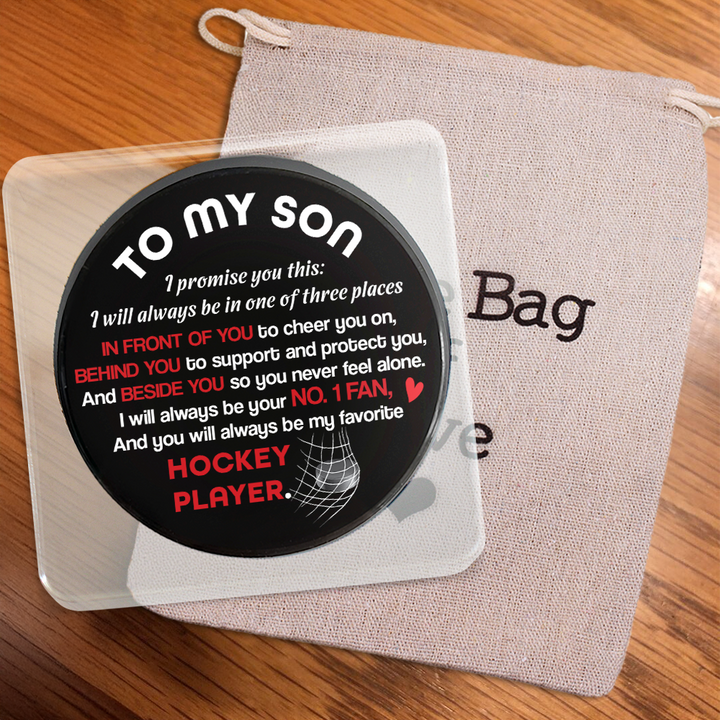 TO MY SON
I promise you this:
I will always be in one of three places
IN FRONT OF YOU to cheer you on,
BEHIND YOU to support and protect you,
And BESIDE YOU so you never feel alone.
I will always be your NO. 1 FAN,
And you will always be my favorite
HOCKEY
PLAYER.
Bag